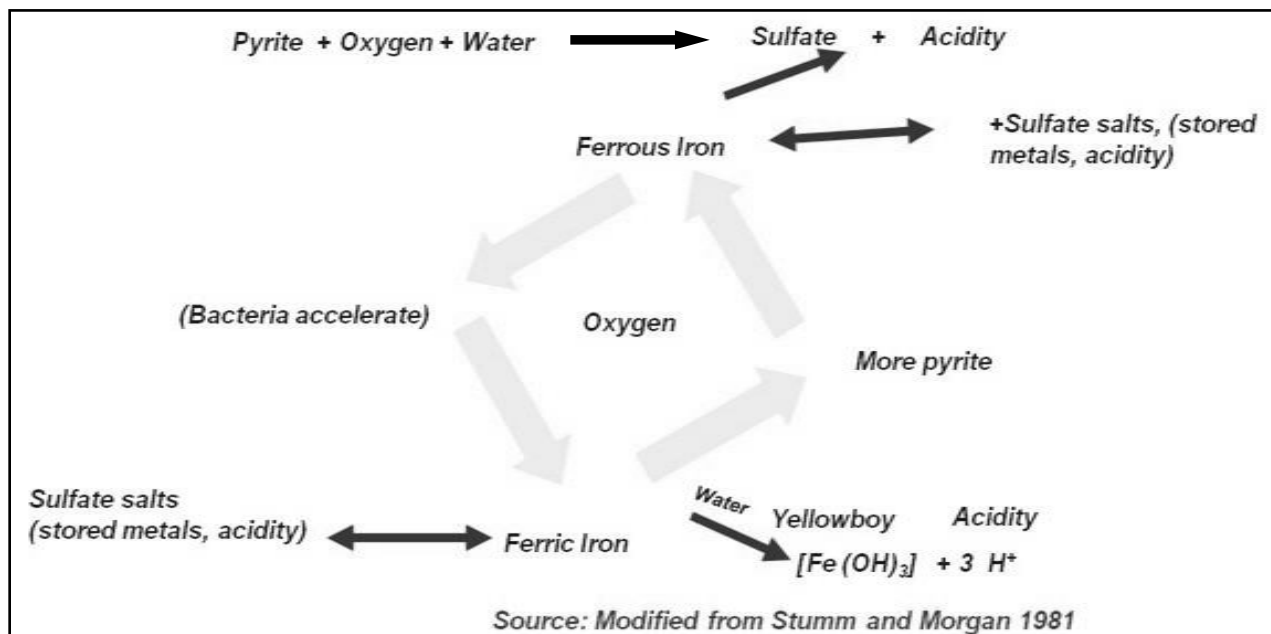 Pyrite + Oxygen + Water Sulfate + Acidity
Ferrous Iron
+Sulfate salts, (stored
metals, acidity)
(Bacteria accelerate)
Oxygen
More pyrite
Sulfate salts
(stored metals, acidity)
Ferric Iron
Water
Yellowboy Acidity
[Fe (OH)₃] + 3 H⁺
Source: Modified from Stumm and Morgan 1981